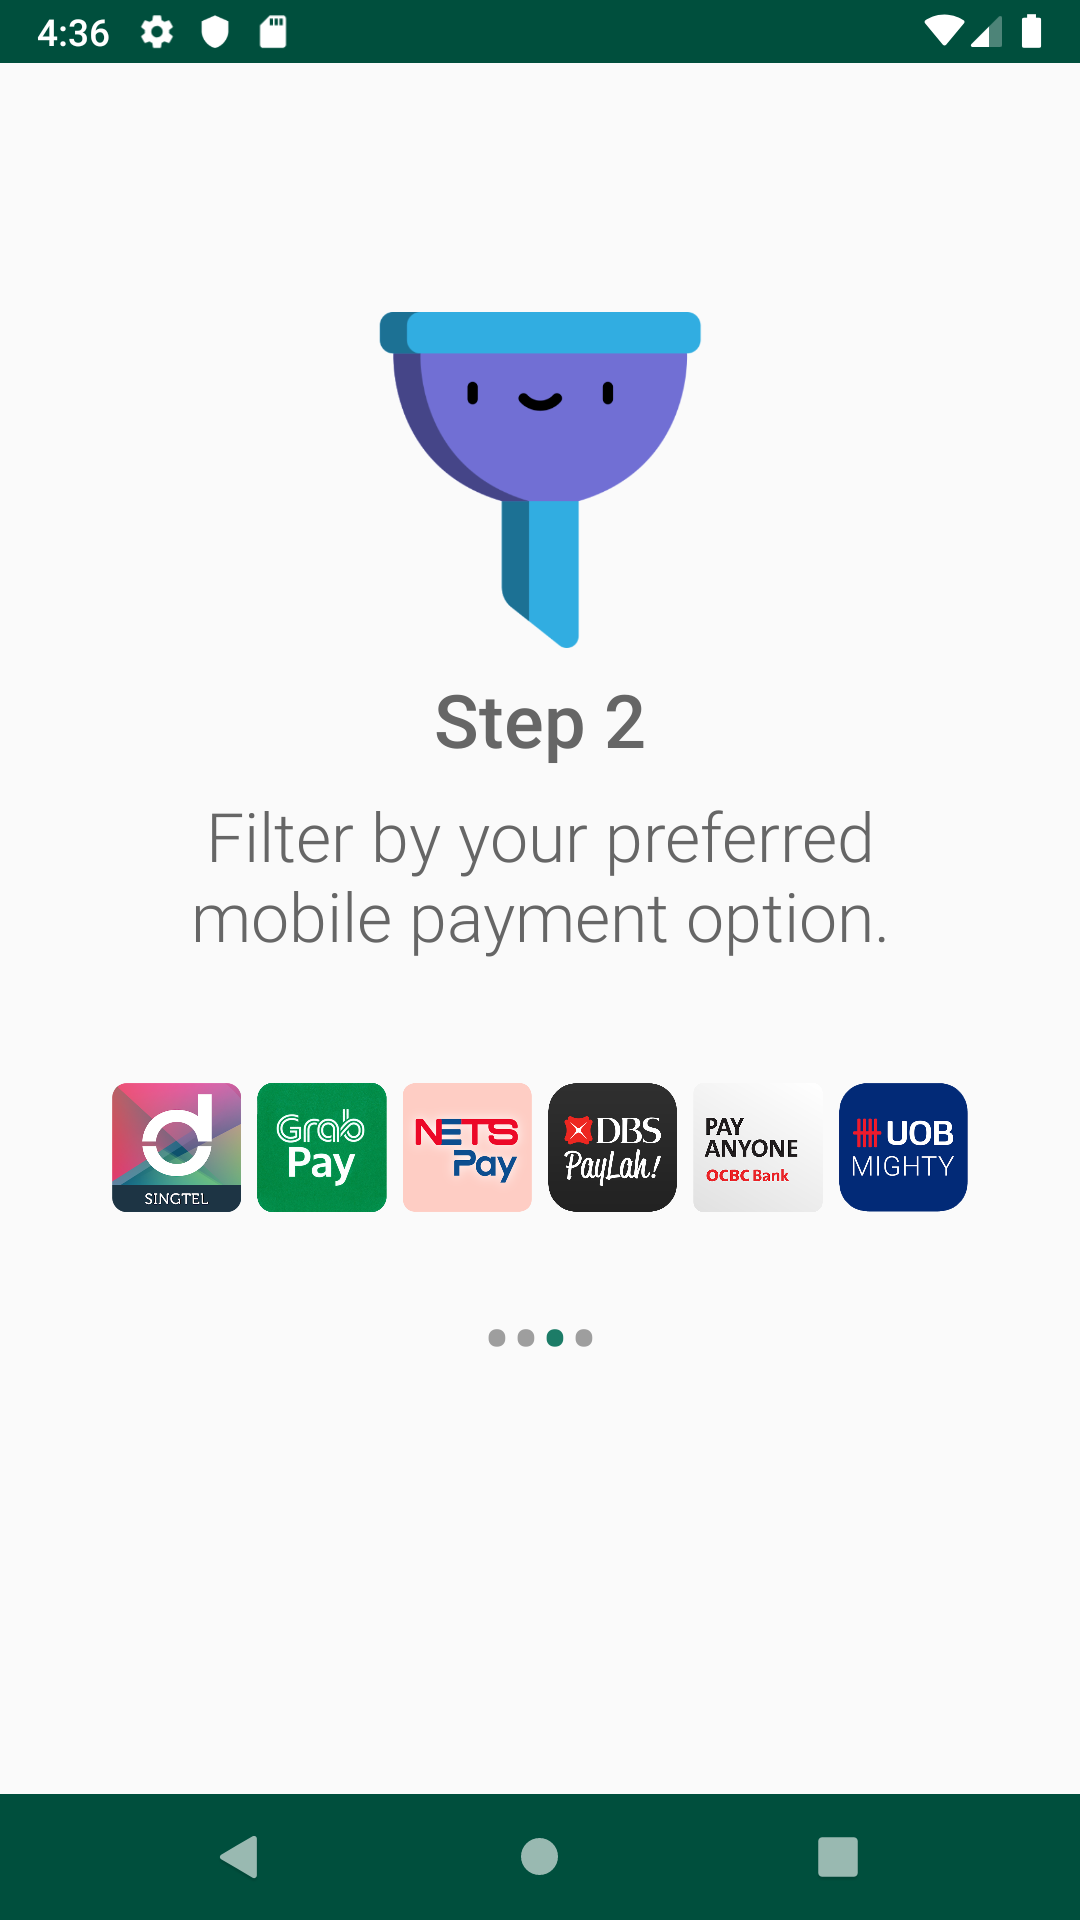 4:36
Step 2
Filter by your preferred
mobile payment option.
SINGTEL
Grab
Pay
NETS
Pay
DBS
PayLah!
PAY
ANYONE
OCBC Bank
UOB
MIGHTY